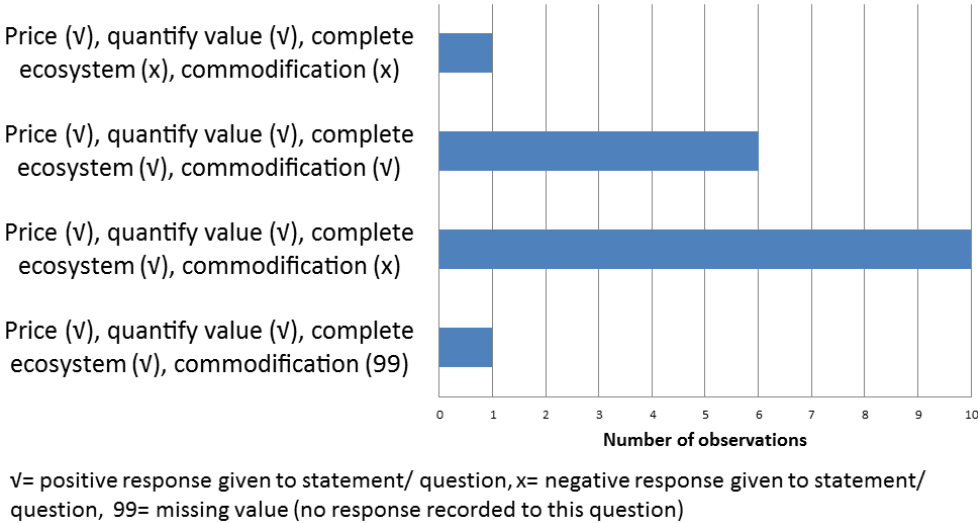 Price (√), quantify value (√), complete
ecosystem (x), commodification (x)
Price (√), quantify value (√), complete
ecosystem (√), commodification (√)
Price (√), quantify value (√), complete
ecosystem (√), commodification (x)
Price (√), quantify value (√), complete
ecosystem (√), commodification (99)
0 1 2 3 4 5 6 7 8 9 10
Number of observations
√= positive response given to statement/ question, x= negative response given to statement/
question, 99= missing value (no response recorded to this question)